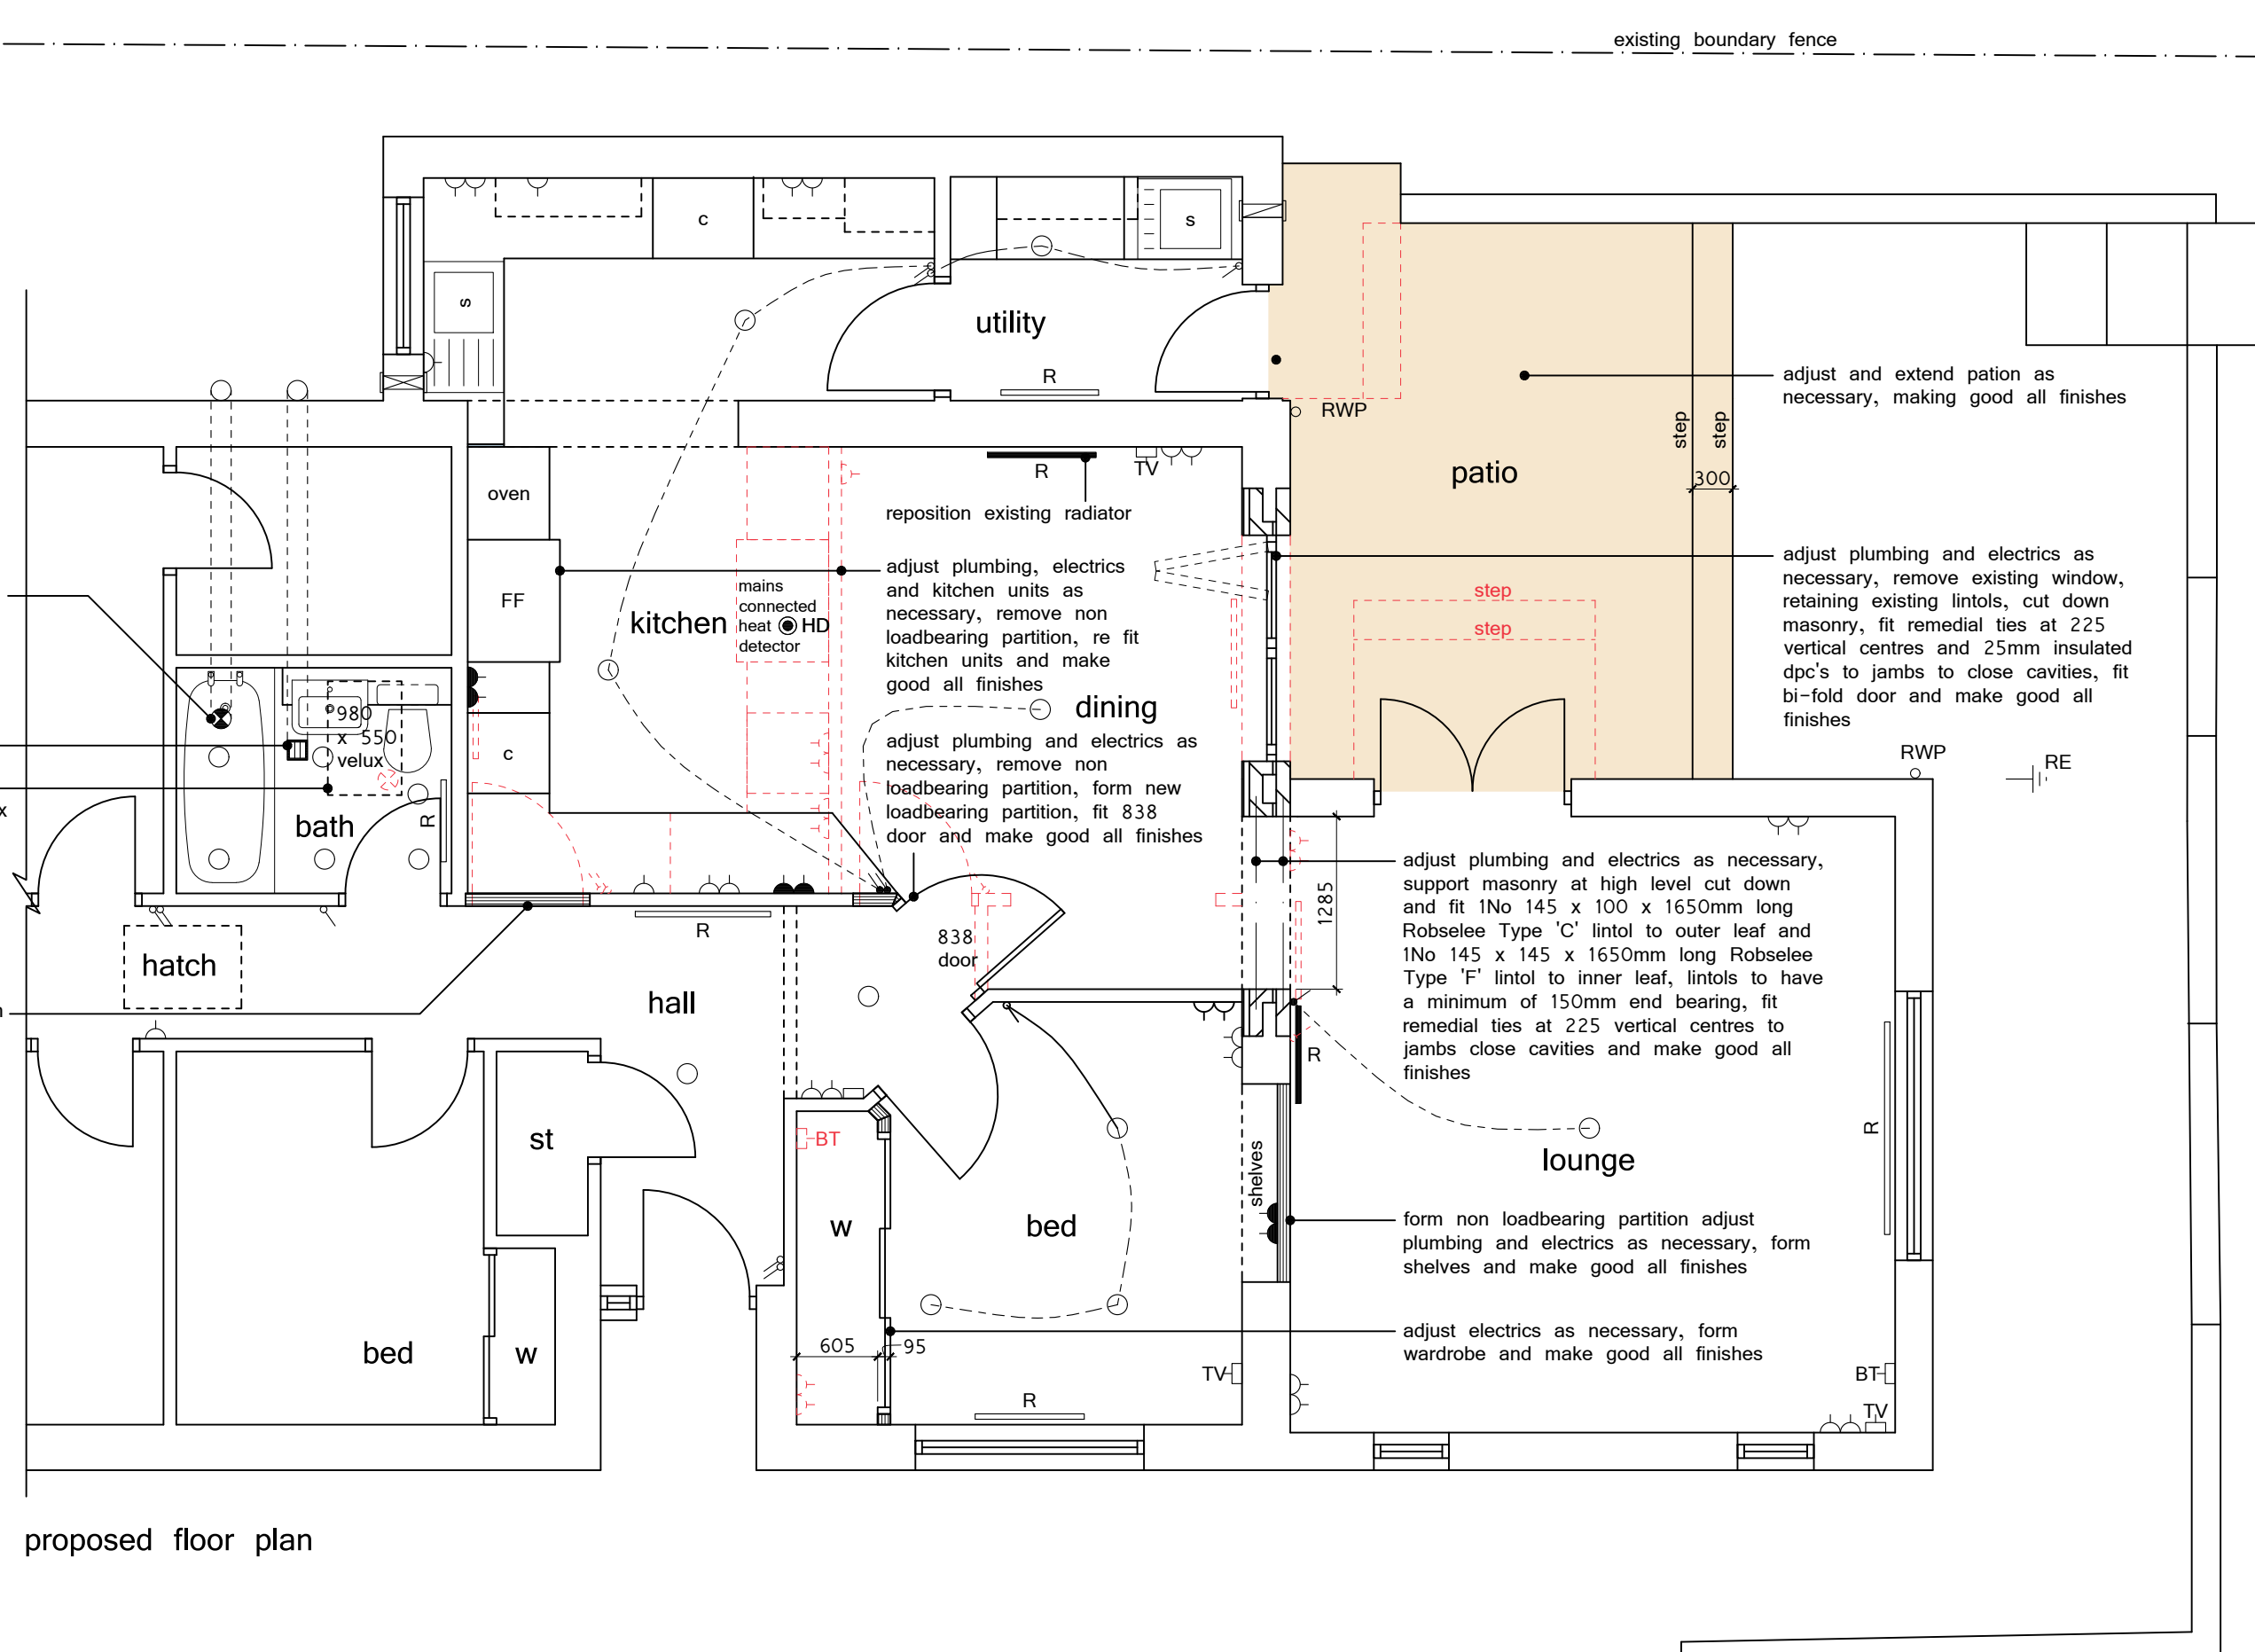 existing boundary fence
c
s
s
utility
R
RWP
adjust and extend pation as
necessary, making good all finishes
step
step
300
patio
R
TV
oven
reposition existing radiator
FF
kitchen
mains
connected
heat
HD
detector
adjust plumbing, electrics
and kitchen units as
necessary, remove non
loadbearing partition, re fit
kitchen units and make
good all finishes
adjust plumbing and electrics as
necessary, remove existing window,
retaining existing lintols, cut down
masonry, fit remedial ties at 225
vertical centres and 25mm insulated
dpc's to jambs to close cavities, fit
bi-fold door and make good all
finishes
step
step
dining
980
x 550
velux
c
adjust plumbing and electrics as
necessary, remove non
loadbearing partition, form new
loadbearing partition, fit 838
door and make good all finishes
RWP
RE
x
bath
R
1285
adjust plumbing and electrics as necessary,
support masonry at high level cut down
and fit 1No 145 x 100 x 1650mm long
Robselee Type 'C' lintol to outer leaf and
1No 145 x 145 x 1650mm long Robselee
Type 'F' lintol to inner leaf, lintols to have
a minimum of 150mm end bearing, fit
remedial ties at 225 vertical centres to
jambs close cavities and make good all
finishes
hatch
R
838
door
hall
R
st
BT
shelves
lounge
R
w
bed
form non loadbearing partition adjust
plumbing and electrics as necessary, form
shelves and make good all finishes
bed
w
605
95
adjust electrics as necessary, form
wardrobe and make good all finishes
TV
R
BT
TV
proposed floor plan